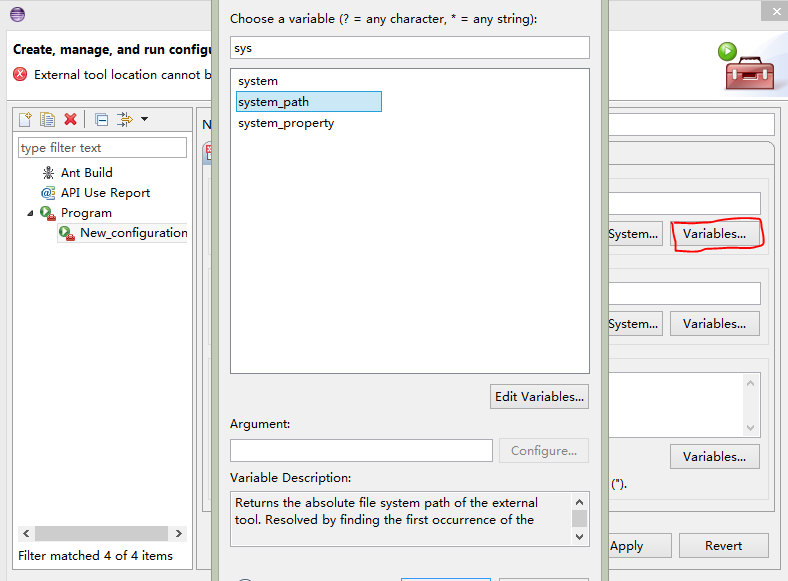 Create, manage, and run configu
External tool location cannot b
type filter text
Ant Build
API Use Report
Program
New_configuration
Filter matched 4 of 4 items
N
Choose a variable (? = any character, * = any string):
sys
system
system_path
system_property
Edit Variables...
Argument:
Configure...
Variable Description:
Returns the absolute file system path of the external
tool. Resolved by finding the first occurrence of the
System...
Variables...
System...
Variables...
Variables...
(").
Apply
Revert